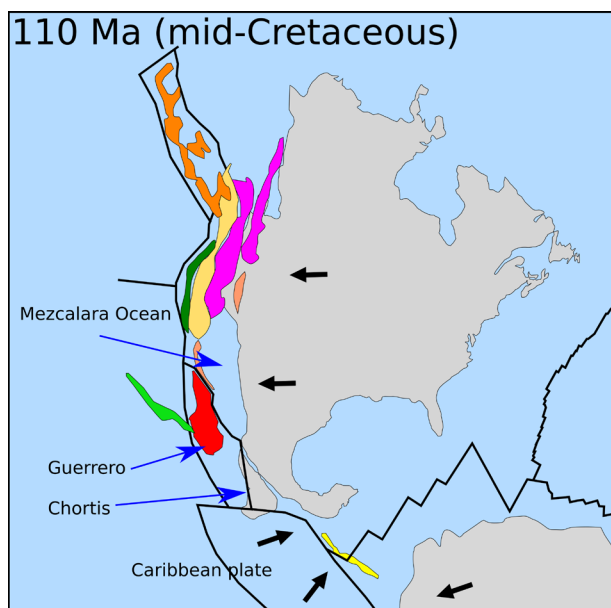 110 Ma (mid-Cretaceous)
Mezcalara Ocean
Guerrero
Chortis
Caribbean plate